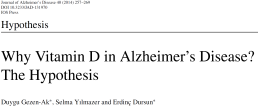 Journal of Alzheimer's Disease 40 (2014) 257–269
DOI 10.3233/JAD-131970
IOS Press
Hypothesis
Why Vitamin D in Alzheimer's Disease?
The Hypothesis
Duygu Gezen-Ak∗, Selma Yılmazer and Erdinç Dursun∗